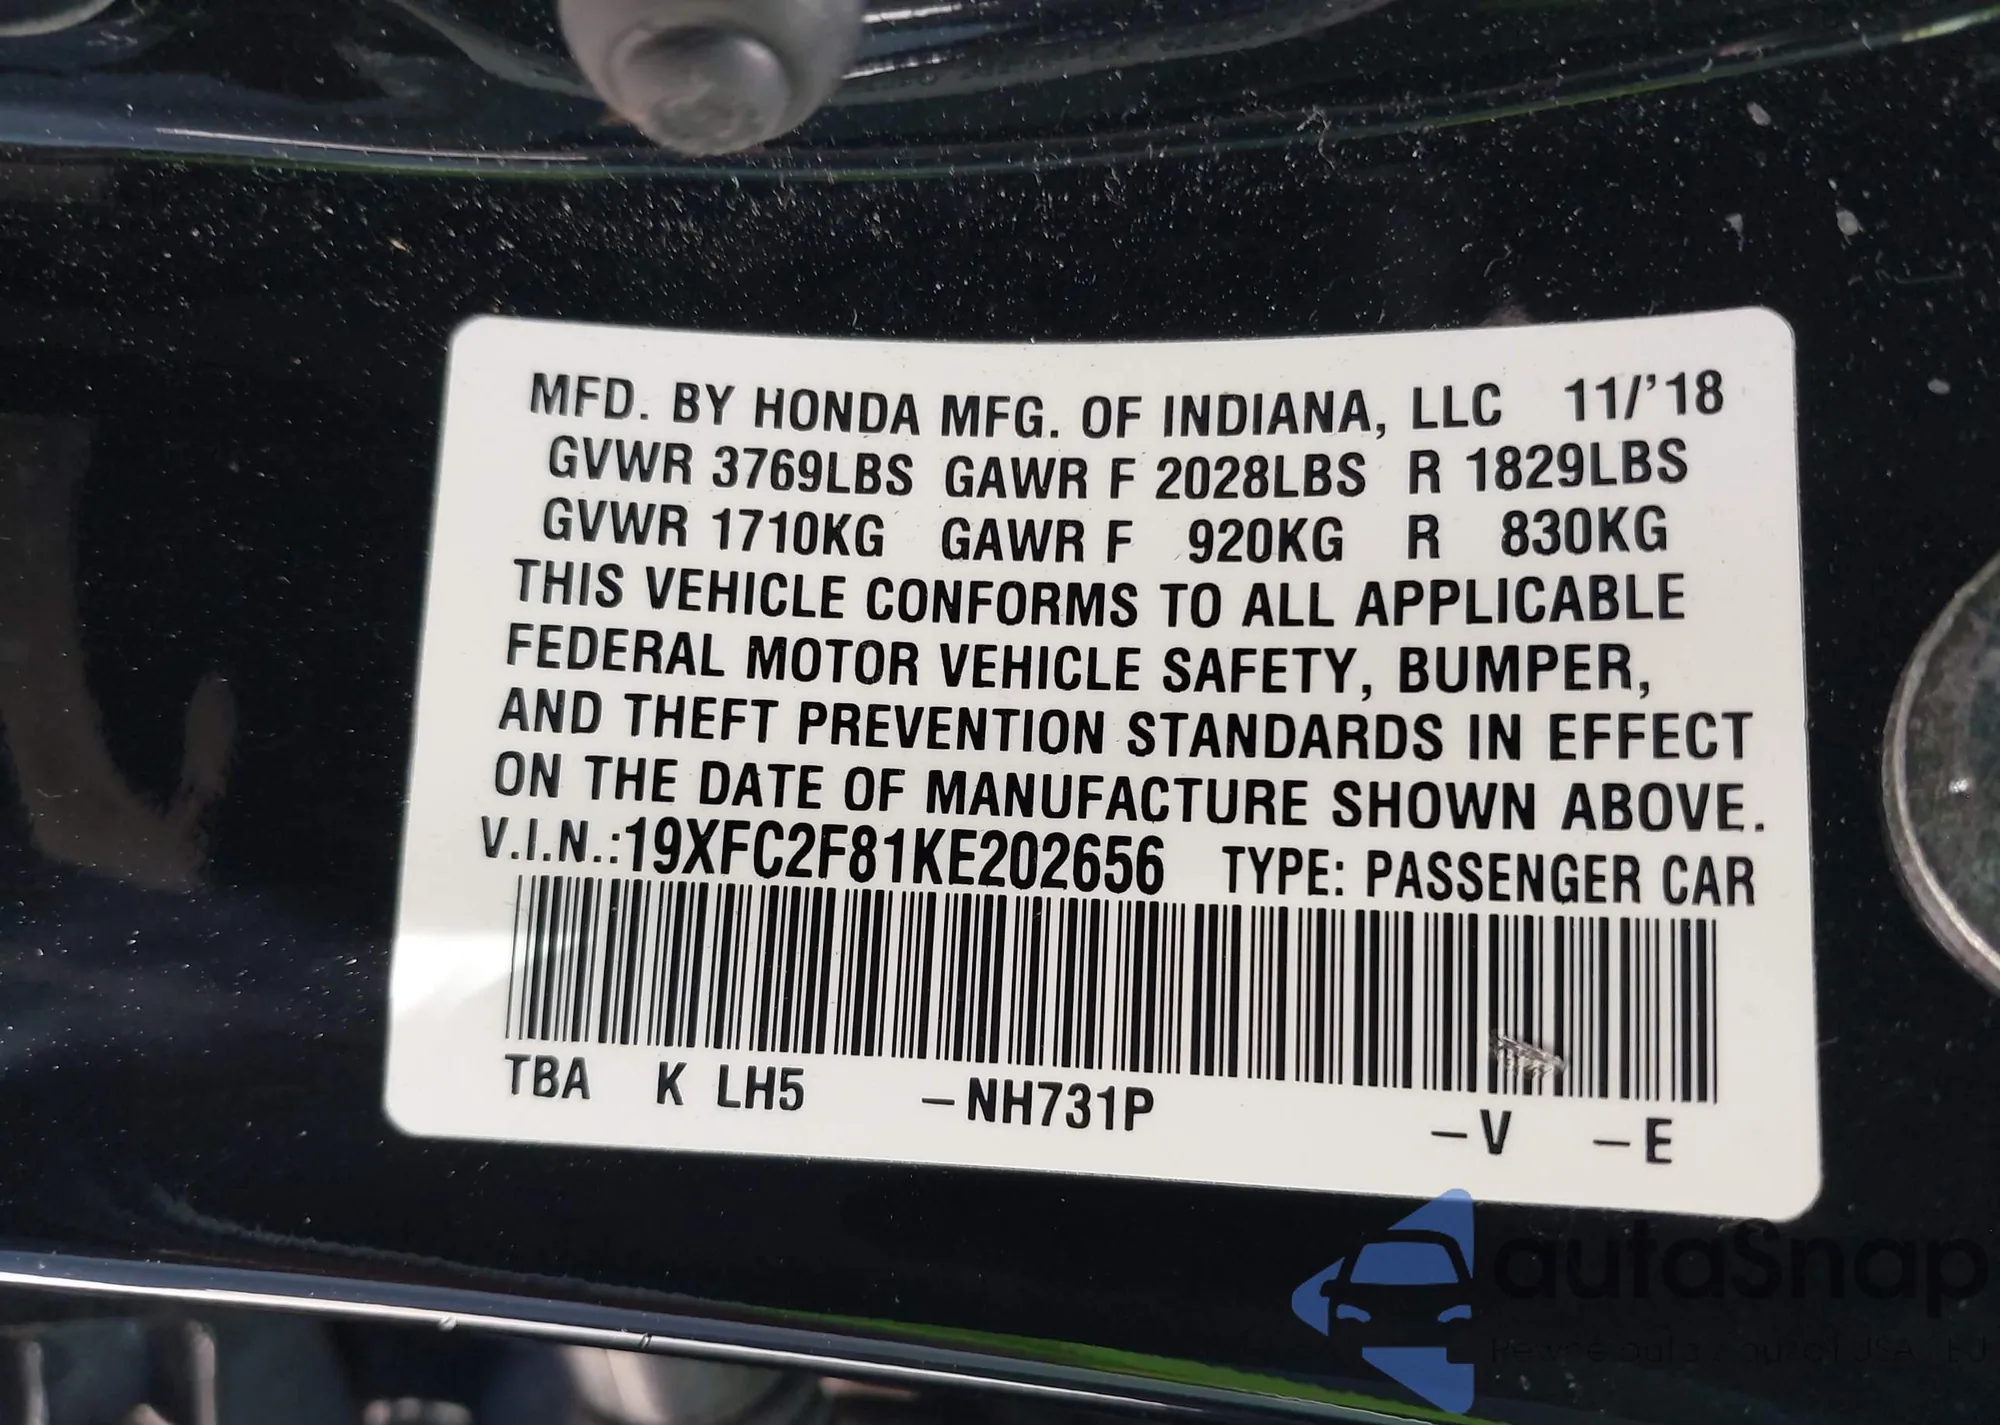 MFD. BY HONDA MFG. OF INDIANA, LLC 11/'18
GVWR 3769LBS GAWR F 2028LBS R 1829LBS
GVWR 1710KG GAWR F 920KG R 830KG
THIS VEHICLE CONFORMS TO ALL APPLICABLE
FEDERAL MOTOR VEHICLE SAFETY, BUMPER,
AND THEFT PREVENTION STANDARDS IN EFFECT
ON THE DATE OF MANUFACTURE SHOWN ABOVE.
V.I.N.:19XFC2F81KE202656 TYPE: PASSENGER CAR
TBA K LH5 –NH731P –V –E
autaSnap